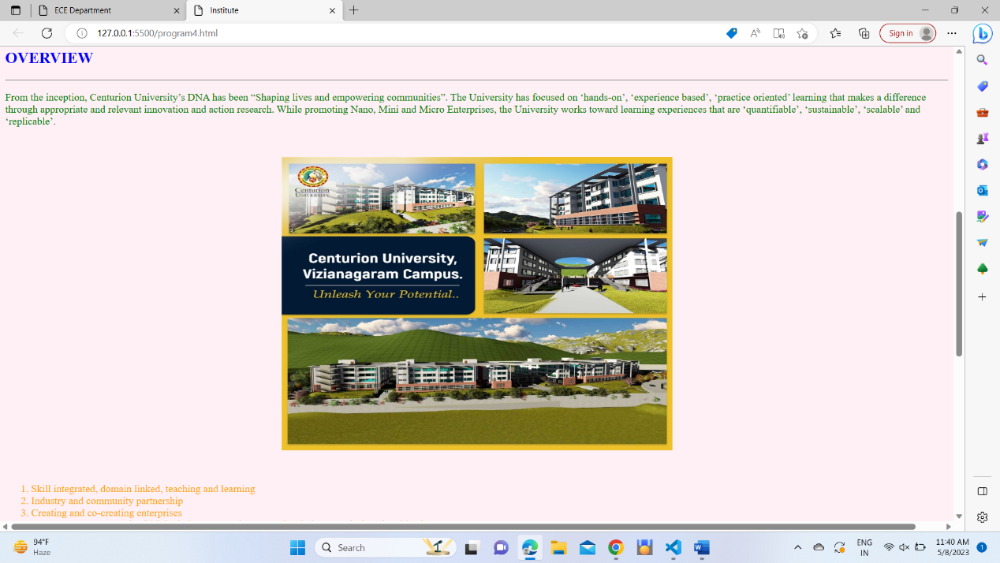 ECE Department
Institute
127.0.0.1:5500/program4.html
Sign in
OVERVIEW
From the inception, Centurion University’s DNA has been “Shaping lives and empowering communities”. The University has focused on ‘hands-on’, ‘experience based’, ‘practice oriented’ learning that makes a difference
through appropriate and relevant innovation and action research. While promoting Nano, Mini and Micro Enterprises, the University works toward learning experiences that are ‘quantifiable’, ‘sustainable’, ‘scalable’ and
‘replicable’.
Centurion
UNIVERSITY
Centurion University,
Vizianagaram Campus.
Unleash Your Potential..
1. Skill integrated, domain linked, teaching and learning
2. Industry and community partnership
3. Creating and co-creating enterprises
94°F
Haze
Search
ENG
IN
11:40 AM
5/8/2023
1